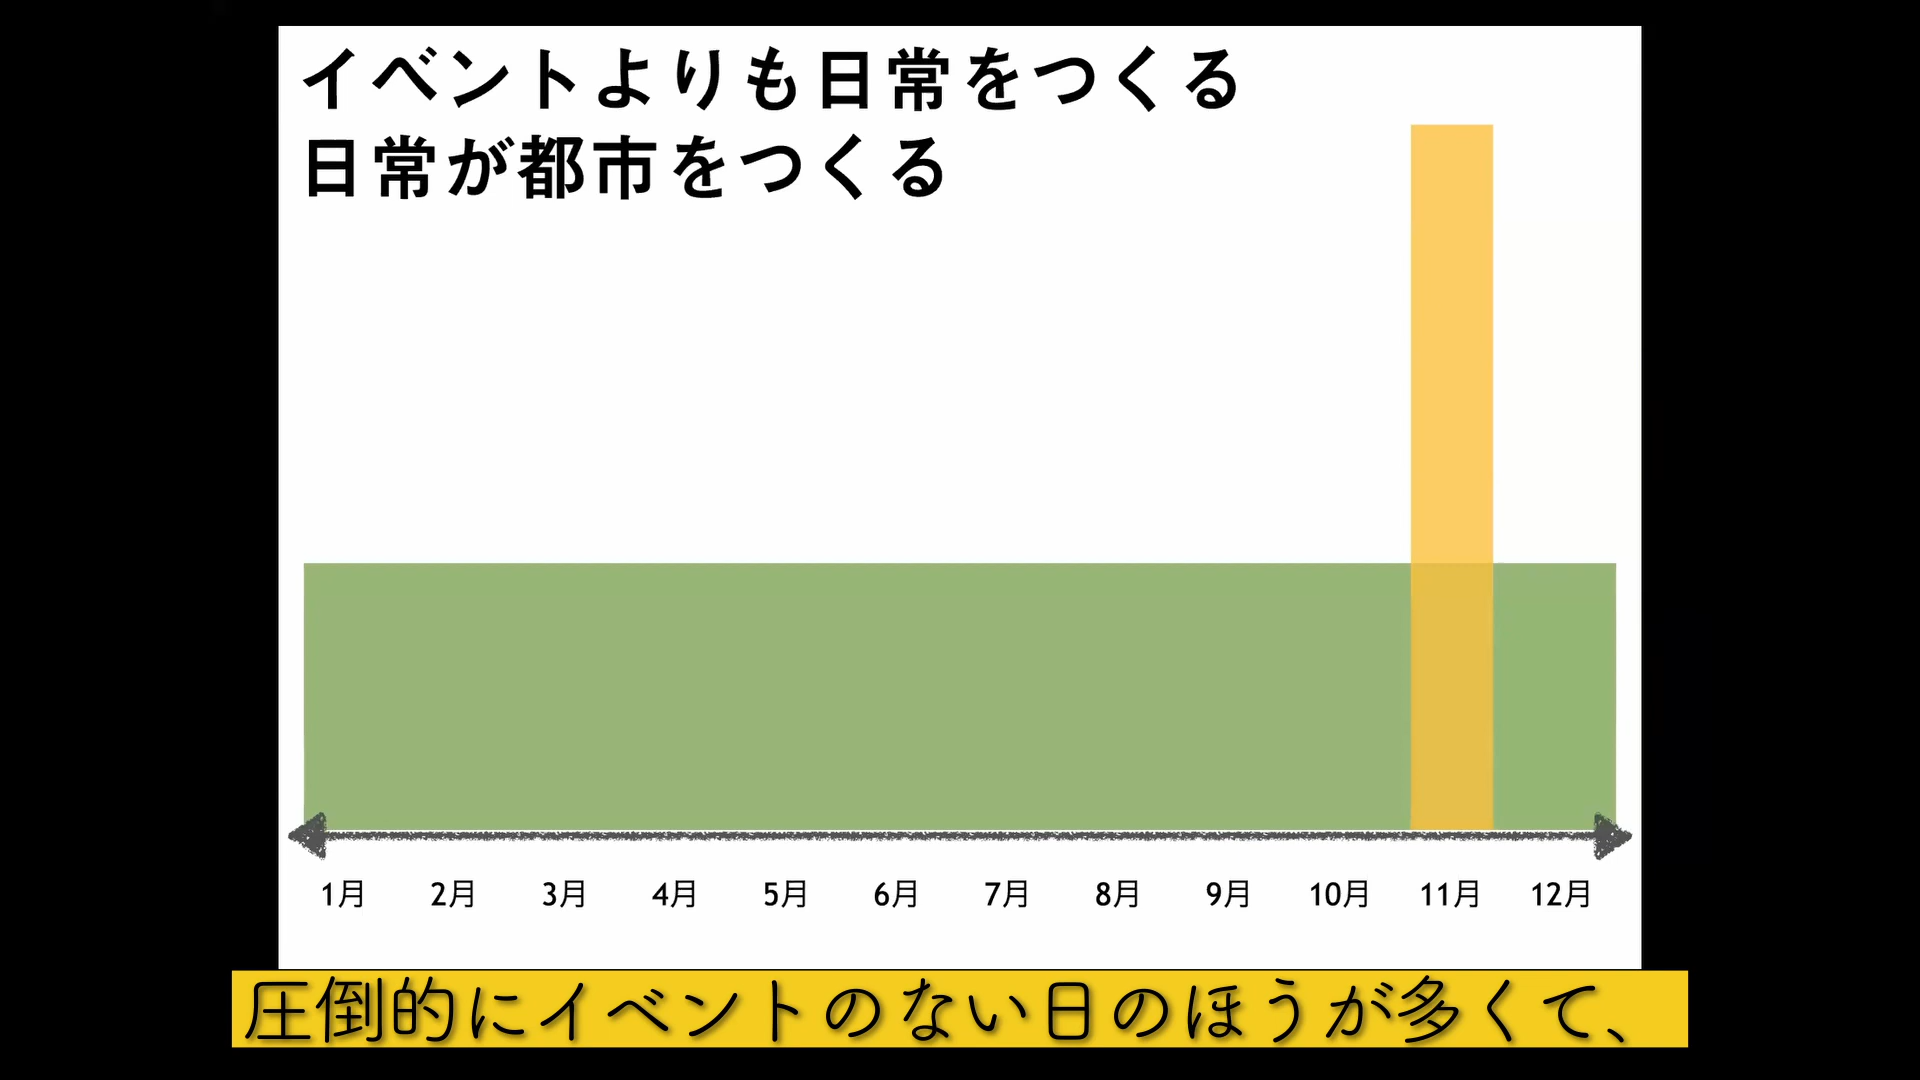 イベントよりも日常をつくる
日常が都市をつくる
1月 2月 3月 4月 5月 6月 7月 8月 9月 10月 11月 12月
圧倒的にイベントのない日のほうが多くて、